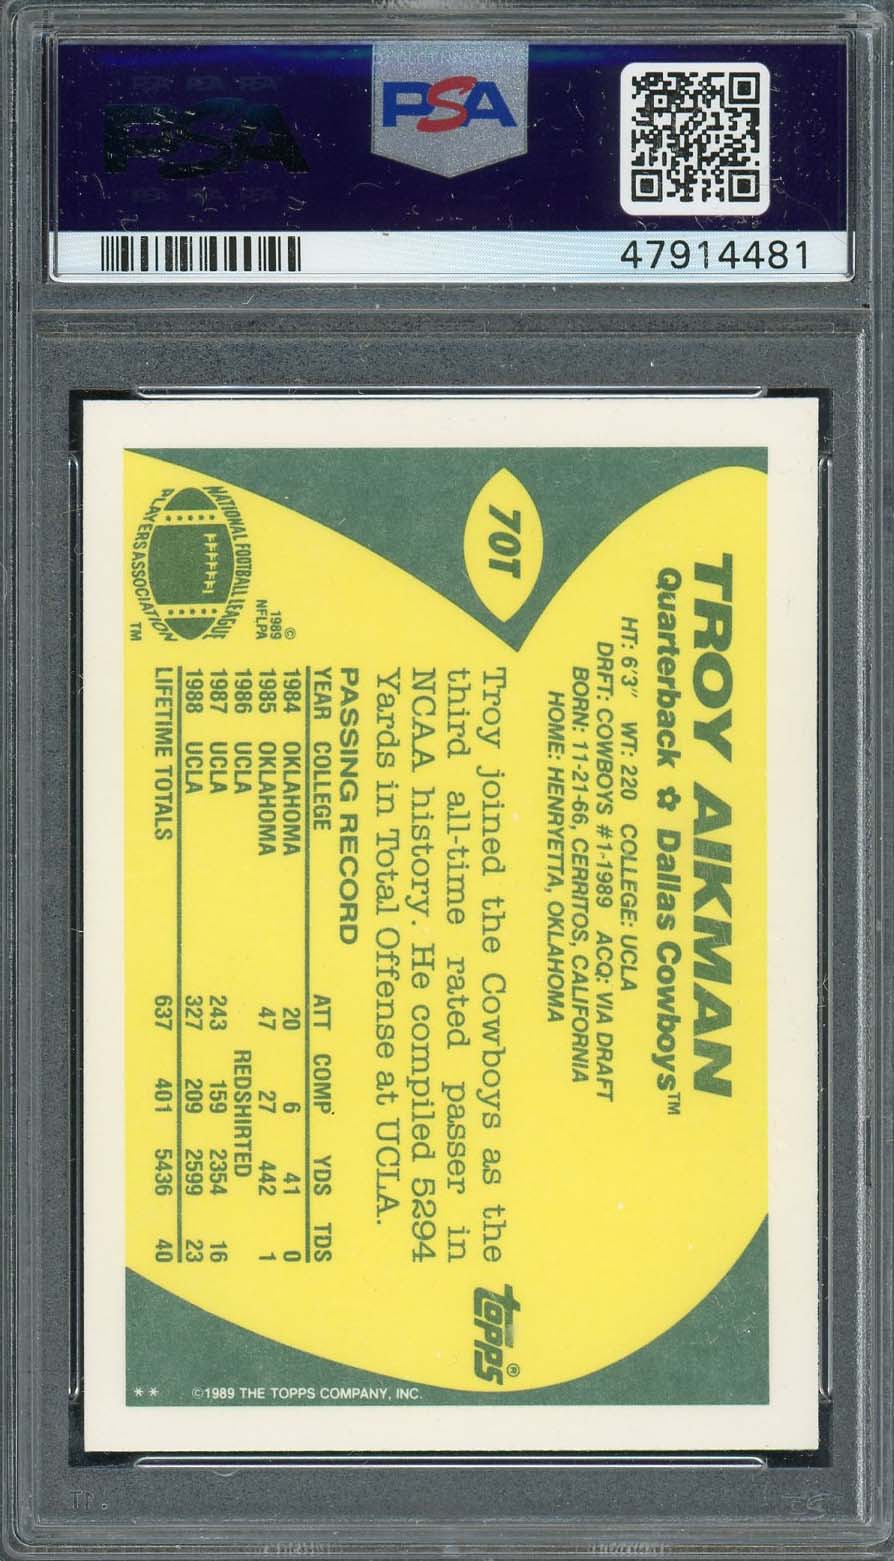 PSA
PSA
47914481
70T
TROY AIKMAN
Quarterback ✿ Dallas Cowboys™
HT: 6'3" WT: 220 COLLEGE: UCLA
DRFT: COWBOYS #1-1989 ACQ: VIA DRAFT
BORN: 11-21-66, CERRITOS, CALIFORNIA
HOME: HENRYETTA, OKLAHOMA
Troy joined the Cowboys as the
third all-time rated passer in
NCAA history. He compiled 5294
Yards in Total Offense at UCLA.
topps®
PASSING RECORD
YEAR COLLEGE ATT COMP YDS TDS
1984 OKLAHOMA 20 6 41 0
1985 OKLAHOMA 47 27 442 1
1986 UCLA REDSHIRTED
1987 UCLA 243 159 2354 16
1988 UCLA 327 209 2599 23
LIFETIME TOTALS 637 401 5436 40
NATIONAL FOOTBALL LEAGUE
PLAYERS ASSOCIATION
TM
©
1989
NFLPA
** ©1989 THE TOPPS COMPANY, INC.